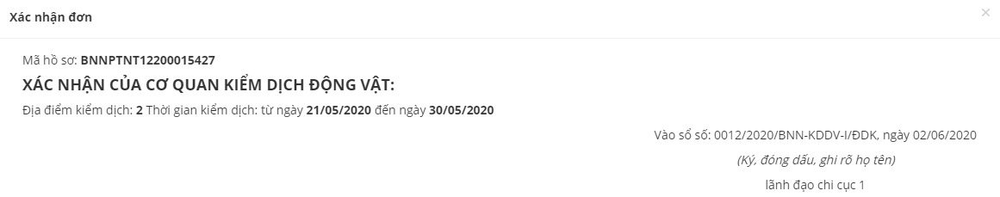 Xác nhận đơn
Mã hồ sơ: BNNPTNT12200015427
XÁC NHẬN CỦA CƠ QUAN KIỂM DỊCH ĐỘNG VẬT:
Địa điểm kiểm dịch: 2 Thời gian kiểm dịch: từ ngày 21/05/2020 đến ngày 30/05/2020
Vào sổ số: 0012/2020/BNN-KDDV-I/ĐDK, ngày 02/06/2020
(Ký, đóng dấu, ghi rõ họ tên)
lãnh đạo chi cục 1